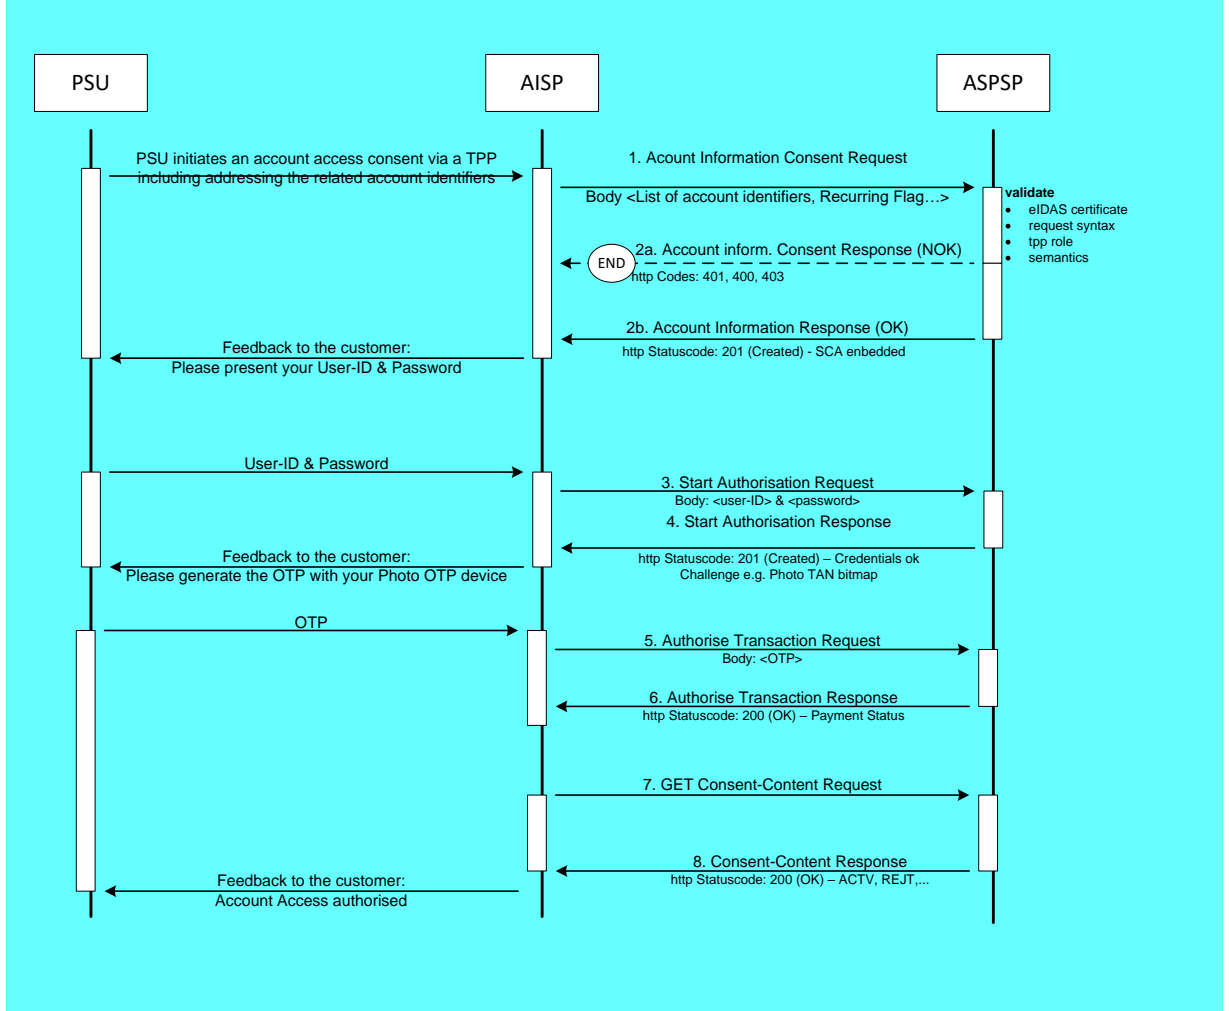 PSU
AISP
ASPSP
PSU initiates an account access consent via a TPP
including addressing the related account identifiers
1. Acount Information Consent Request
Body <List of account identifiers, Recurring Flag…>
validate
• eIDAS certificate
• request syntax
• tpp role
• semantics
2a. Account inform. Consent Response (NOK)
END
http Codes: 401, 400, 403
2b. Account Information Response (OK)
http Statuscode: 201 (Created) - SCA enbedded
Feedback to the customer:
Please present your User-ID & Password
User-ID & Password
3. Start Authorisation Request
Body: <user-ID> & <password>
4. Start Authorisation Response
http Statuscode: 201 (Created) – Credentials ok
Challenge e.g. Photo TAN bitmap
Feedback to the customer:
Please generate the OTP with your Photo OTP device
OTP
5. Authorise Transaction Request
Body: <OTP>
6. Authorise Transaction Response
http Statuscode: 200 (OK) – Payment Status
7. GET Consent-Content Request
8. Consent-Content Response
http Statuscode: 200 (OK) – ACTV, REJT,...
Feedback to the customer:
Account Access authorised